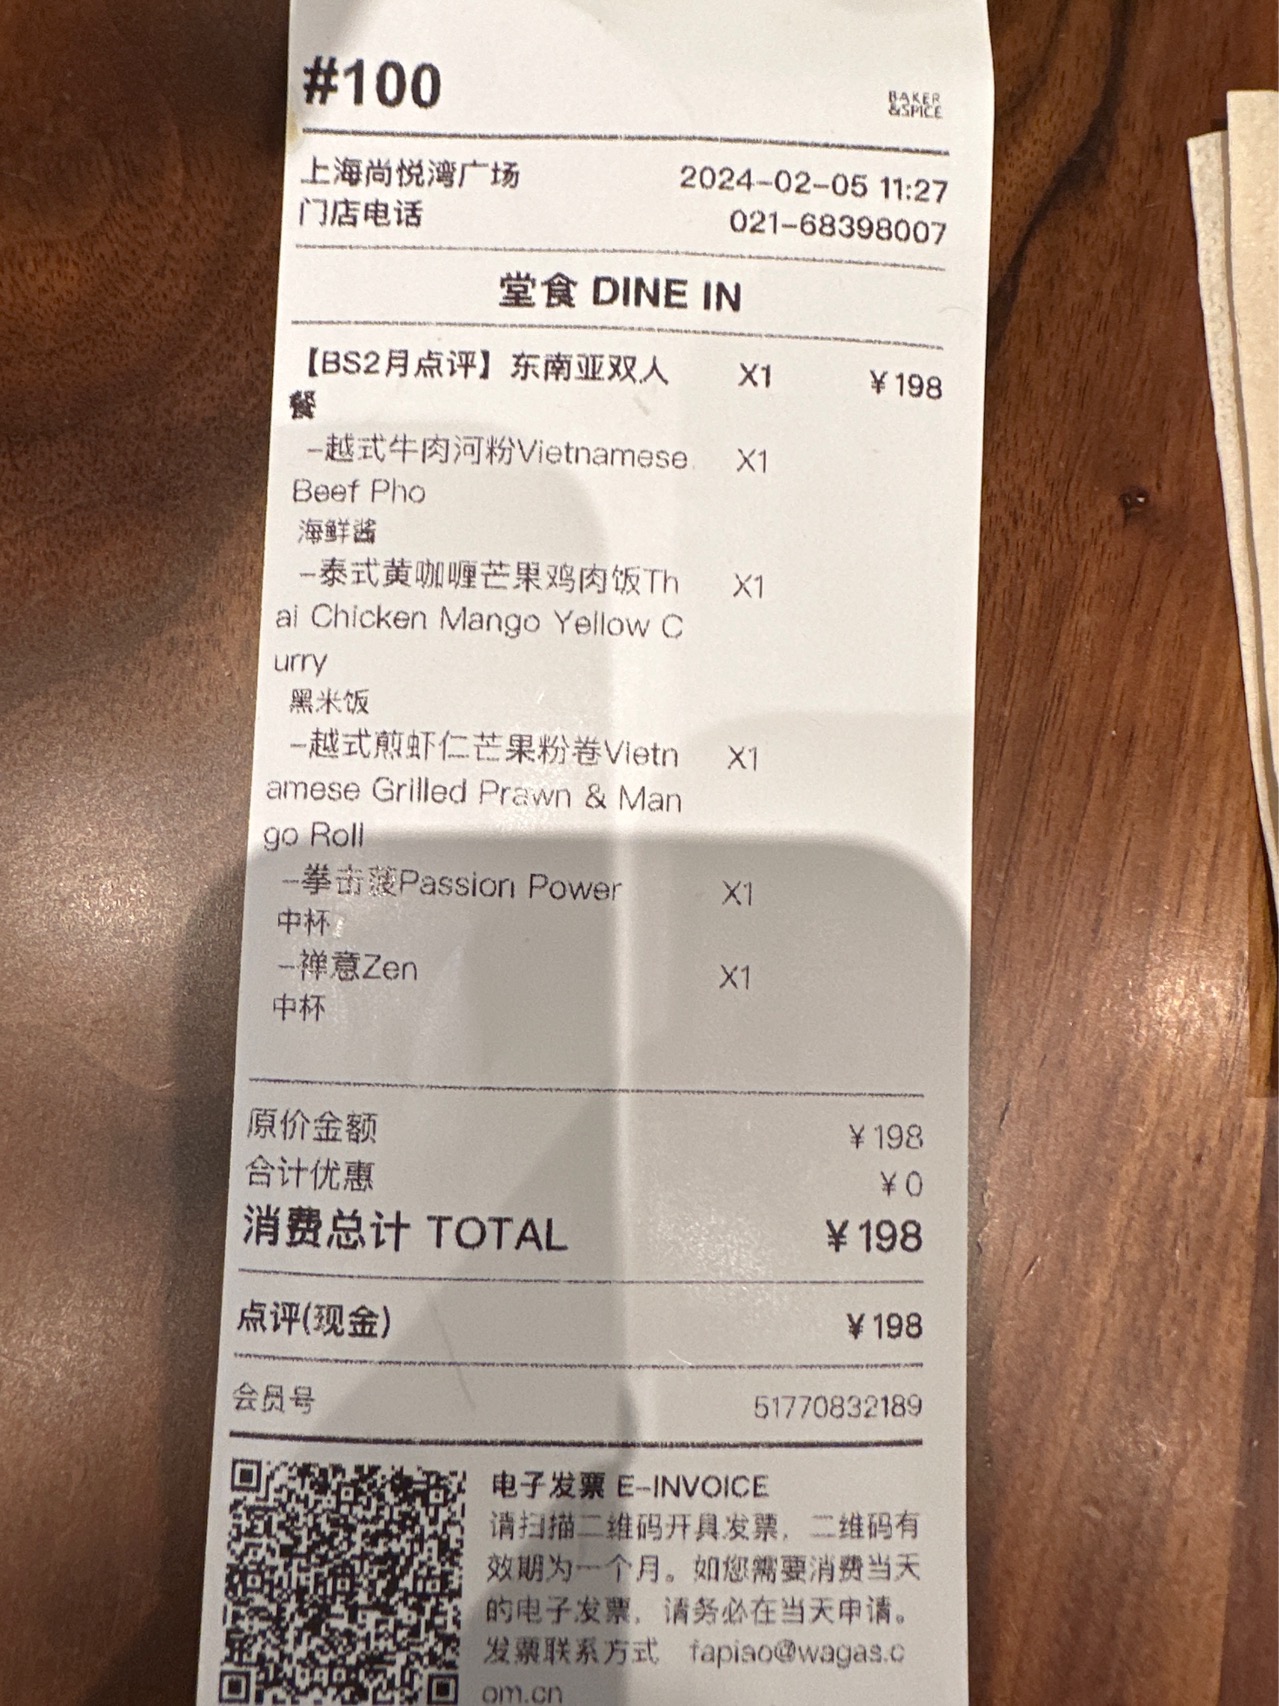 #100
BAKER
&SPICE
上海尚悦湾广场 2024-02-05 11:27
门店电话 021-68398007
堂食 DINE IN
【BS2月点评】东南亚双人 X1 ¥198
餐
-越式牛肉河粉Vietnamese X1
Beef Pho
海鲜酱
-泰式黄咖喱芒果鸡肉饭Th X1
ai Chicken Mango Yellow C
urry
黑米饭
-越式煎虾仁芒果粉卷Vietn X1
amese Grilled Prawn & Man
go Roll
-拳击菠Passion Power X1
中杯
-禅意Zen X1
中杯
原价金额 ¥198
合计优惠 ¥0
消费总计 TOTAL ¥198
点评(现金) ¥198
会员号 51770832189
电子发票 E-INVOICE
请扫描二维码开具发票，二维码有
效期为一个月。如您需要消费当天
的电子发票，请务必在当天申请。
发票联系方式 fapiao@wagas.c
om.cn